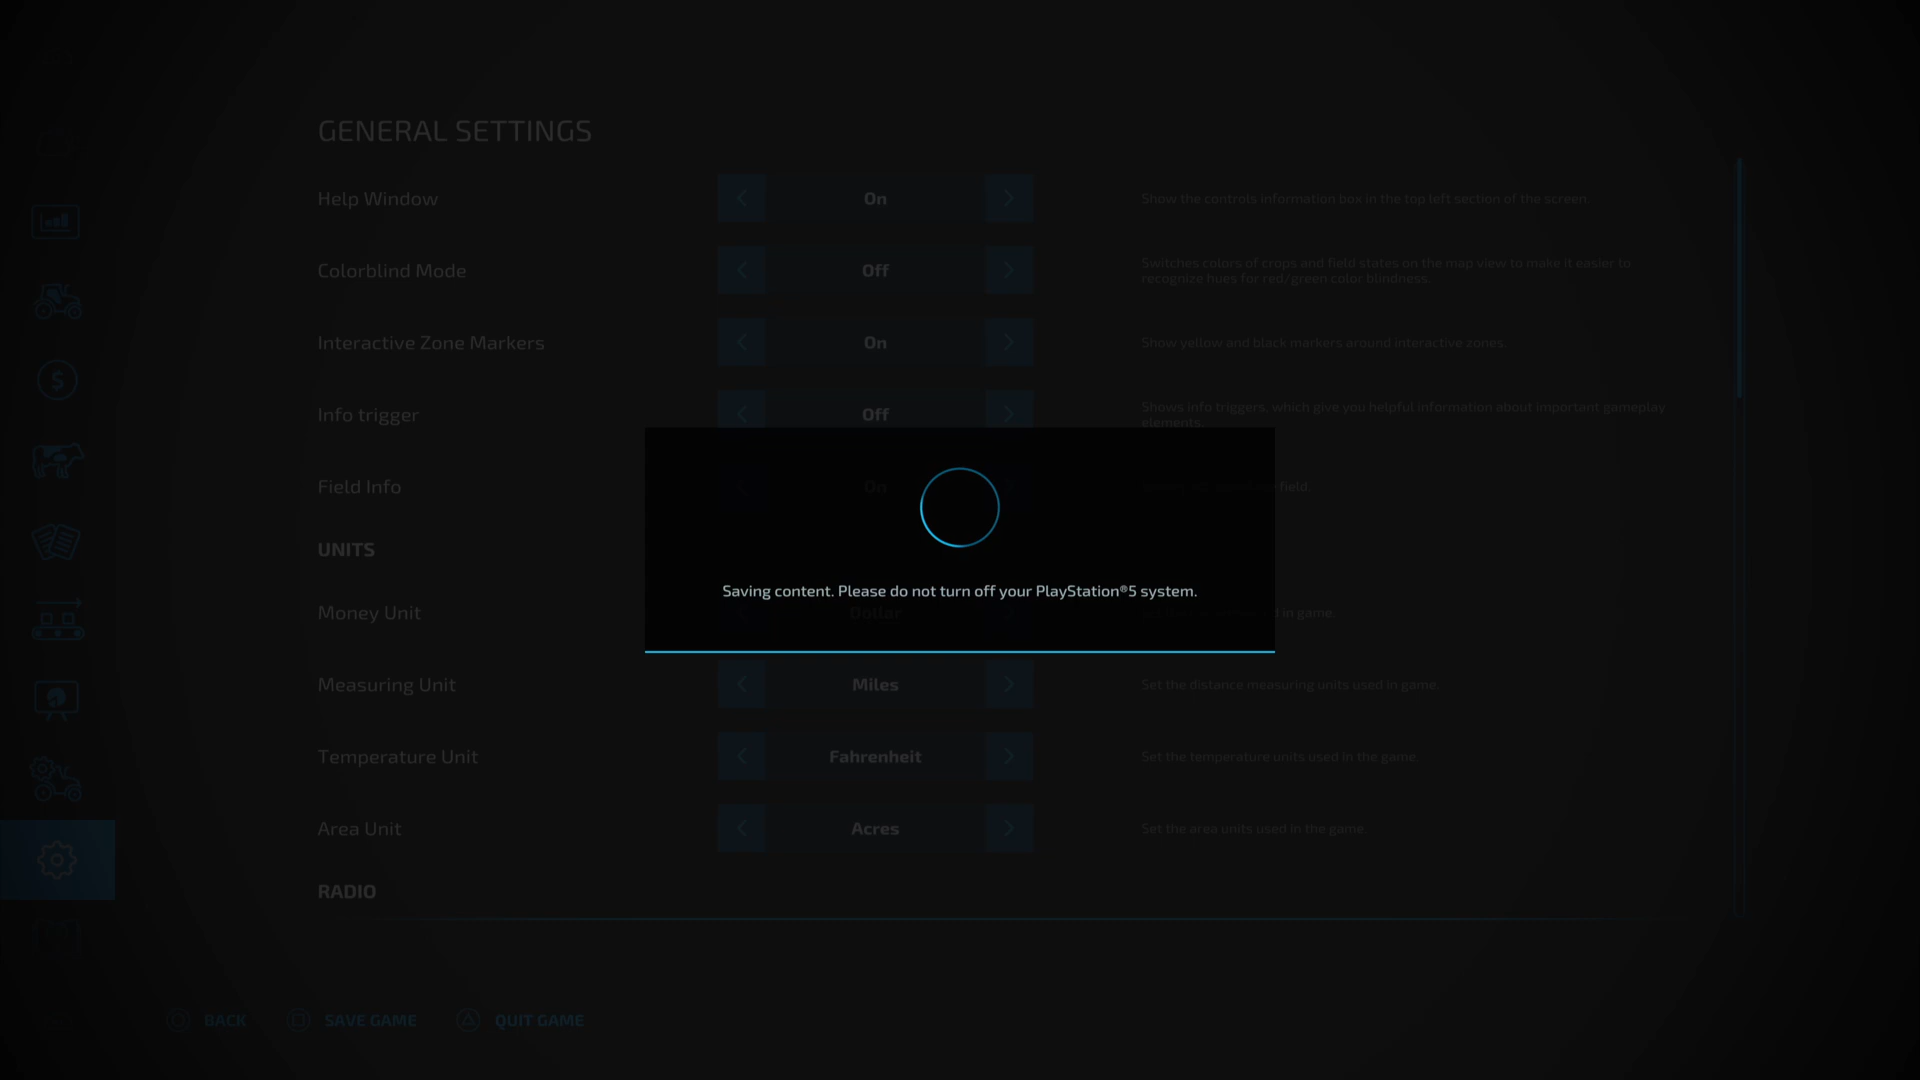 GENERAL SETTINGS
Help Window
On
Show the controls information box in the top left section of the screen.
Colorblind Mode
Off
Switches colors of crops and field states on the map view to make it easier to
recognize hues for red/green color blindness.
Interactive Zone Markers
On
Show yellow and black markers around interactive zones.
Info trigger
Off
Shows info triggers, which give you helpful information about important gameplay
elements.
Field Info
On
field.
Saving content. Please do not turn off your PlayStation®5 system.
UNITS
Money Unit
Dollar
in game.
Measuring Unit
Miles
Set the distance measuring units used in game.
Temperature Unit
Fahrenheit
Set the temperature units used in the game.
Area Unit
Acres
Set the area units used in the game.
RADIO
BACK
SAVE GAME
QUIT GAME